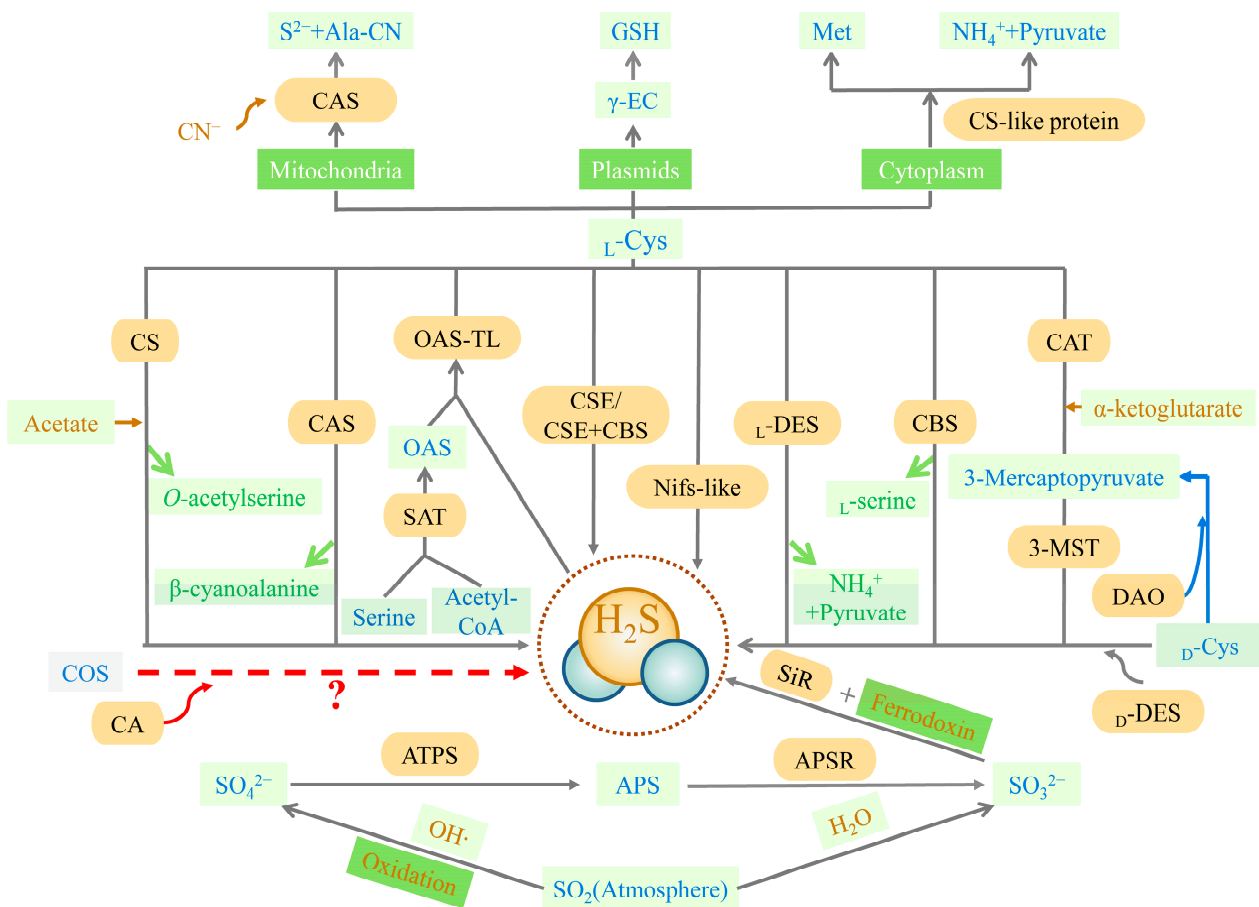 S²⁻+Ala-CN
GSH
Met
NH₄⁺+Pyruvate
CAS
γ-EC
CN⁻
CS-like protein
Mitochondria
Plasmids
Cytoplasm
L-Cys
CS
OAS-TL
CAT
Acetate
CAS
CSE/
CSE+CBS
L-DES
CBS
α-ketoglutarate
OAS
O-acetylserine
Nifs-like
L-serine
3-Mercaptopyruvate
SAT
3-MST
β-cyanoalanine
Serine
Acetyl-
CoA
NH₄⁺
+Pyruvate
DAO
H₂S
D-Cys
COS
?
CA
SiR
+
Ferrodoxin
D-DES
ATPS
APSR
SO₄²⁻
APS
SO₃²⁻
OH·
H₂O
Oxidation
SO₂(Atmosphere)